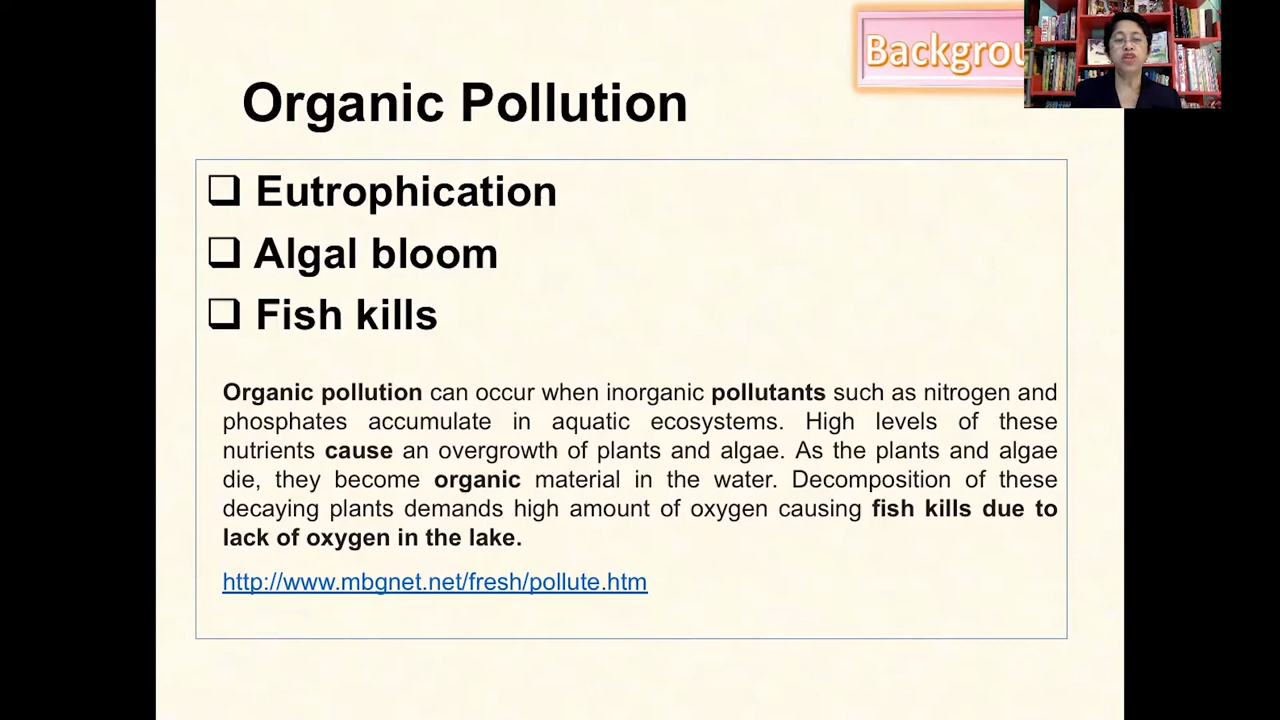 Organic Pollution
❑ Eutrophication
❑ Algal bloom
❑ Fish kills
Organic pollution can occur when inorganic pollutants such as nitrogen and
phosphates accumulate in aquatic ecosystems. High levels of these
nutrients cause an overgrowth of plants and algae. As the plants and algae
die, they become organic material in the water. Decomposition of these
decaying plants demands high amount of oxygen causing fish kills due to
lack of oxygen in the lake.
http://www.mbgnet.net/fresh/pollute.htm